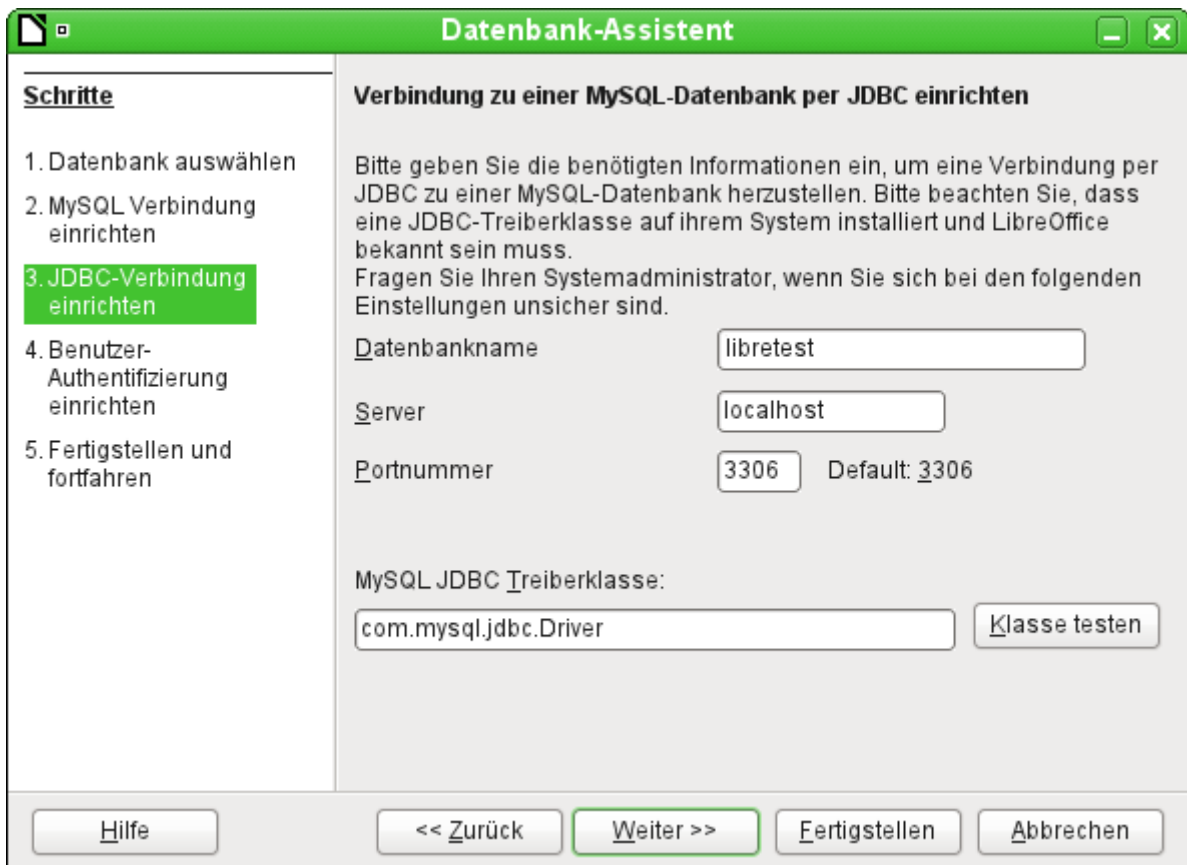 Datenbank-Assistent
Schritte
1. Datenbank auswählen
2. MySQL Verbindung
einrichten
3. JDBC-Verbindung
einrichten
4. Benutzer-
Authentifizierung
einrichten
5. Fertigstellen und
fortfahren
Verbindung zu einer MySQL-Datenbank per JDBC einrichten
Bitte geben Sie die benötigten Informationen ein, um eine Verbindung per
JDBC zu einer MySQL-Datenbank herzustellen. Bitte beachten Sie, dass
eine JDBC-Treiberklasse auf ihrem System installiert und LibreOffice
bekannt sein muss.
Fragen Sie Ihren Systemadministrator, wenn Sie sich bei den folgenden
Einstellungen unsicher sind.
Datenbankname libretest
Server localhost
Portnummer 3306 Default: 3306
MySQL JDBC Treiberklasse:
com.mysql.jdbc.Driver Klasse testen
Hilfe << Zurück Weiter >> Fertigstellen Abbrechen